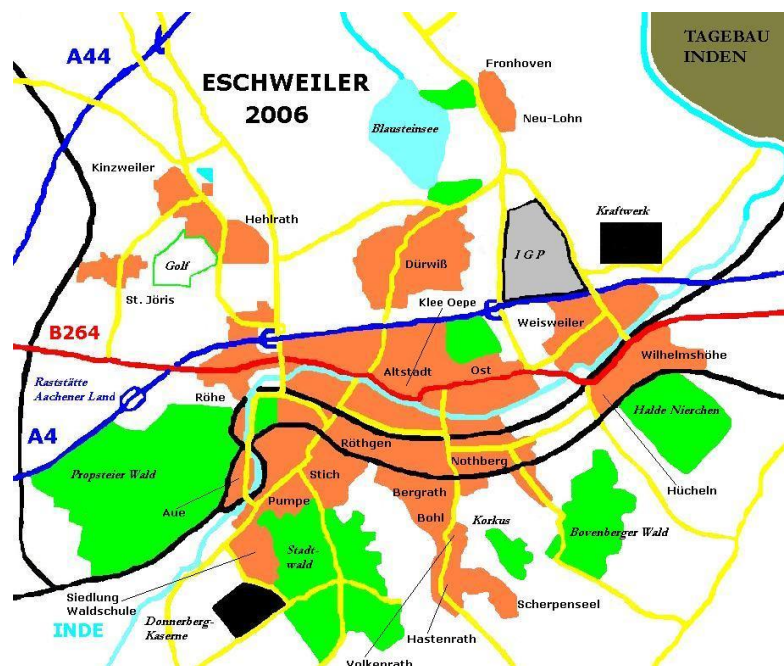 A44
ESCHWEILER
2006
TAGEBAU
INDEN
Fronhoven
Neu-Lohn
Blausteinsee
Kinzweiler
Hehlrath
Kraftwerk
Golf
IGP
Dürwiß
St. Jöris
Klee Oepe
Weisweiler
B264
Altstadt
Ost
Wilhelmshöhe
Raststätte
Aachener Land
Röhe
Halde Nierchen
A4
Röthgen
Nothberg
Propsteier Wald
Stich
Hücheln
Aue
Pumpe
Bergrath
Bohl
Korkus
Bovenberger Wald
Stadt-
wald
Siedlung
Waldschule
Scherpenseel
INDE
Donnerberg-
Kaserne
Hastenrath
Volkenrath